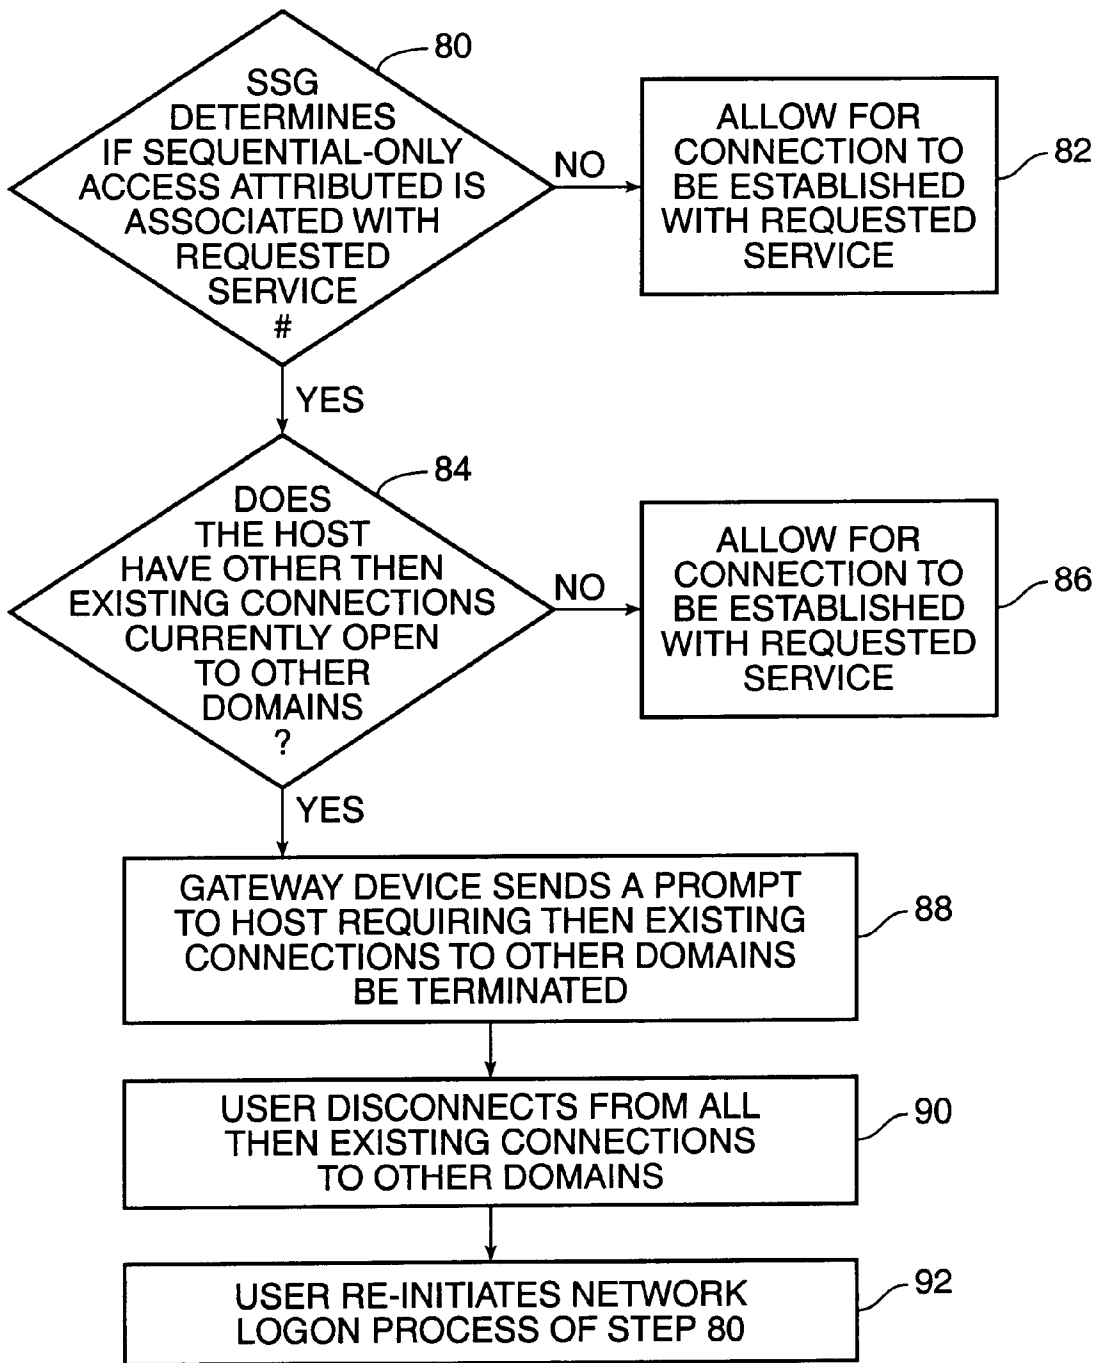 80
SSG
DETERMINES
IF SEQUENTIAL-ONLY
ACCESS ATTRIBUTED IS
ASSOCIATED WITH
REQUESTED
SERVICE
#
NO
ALLOW FOR
CONNECTION TO
BE ESTABLISHED
WITH REQUESTED
SERVICE
82
YES
84
DOES
THE HOST
HAVE OTHER THEN
EXISTING CONNECTIONS
CURRENTLY OPEN
TO OTHER
DOMAINS
?
NO
ALLOW FOR
CONNECTION TO
BE ESTABLISHED
WITH REQUESTED
SERVICE
86
YES
GATEWAY DEVICE SENDS A PROMPT
TO HOST REQUIRING THEN EXISTING
CONNECTIONS TO OTHER DOMAINS
BE TERMINATED
88
USER DISCONNECTS FROM ALL
THEN EXISTING CONNECTIONS
TO OTHER DOMAINS
90
USER RE-INITIATES NETWORK
LOGON PROCESS OF STEP 80
92